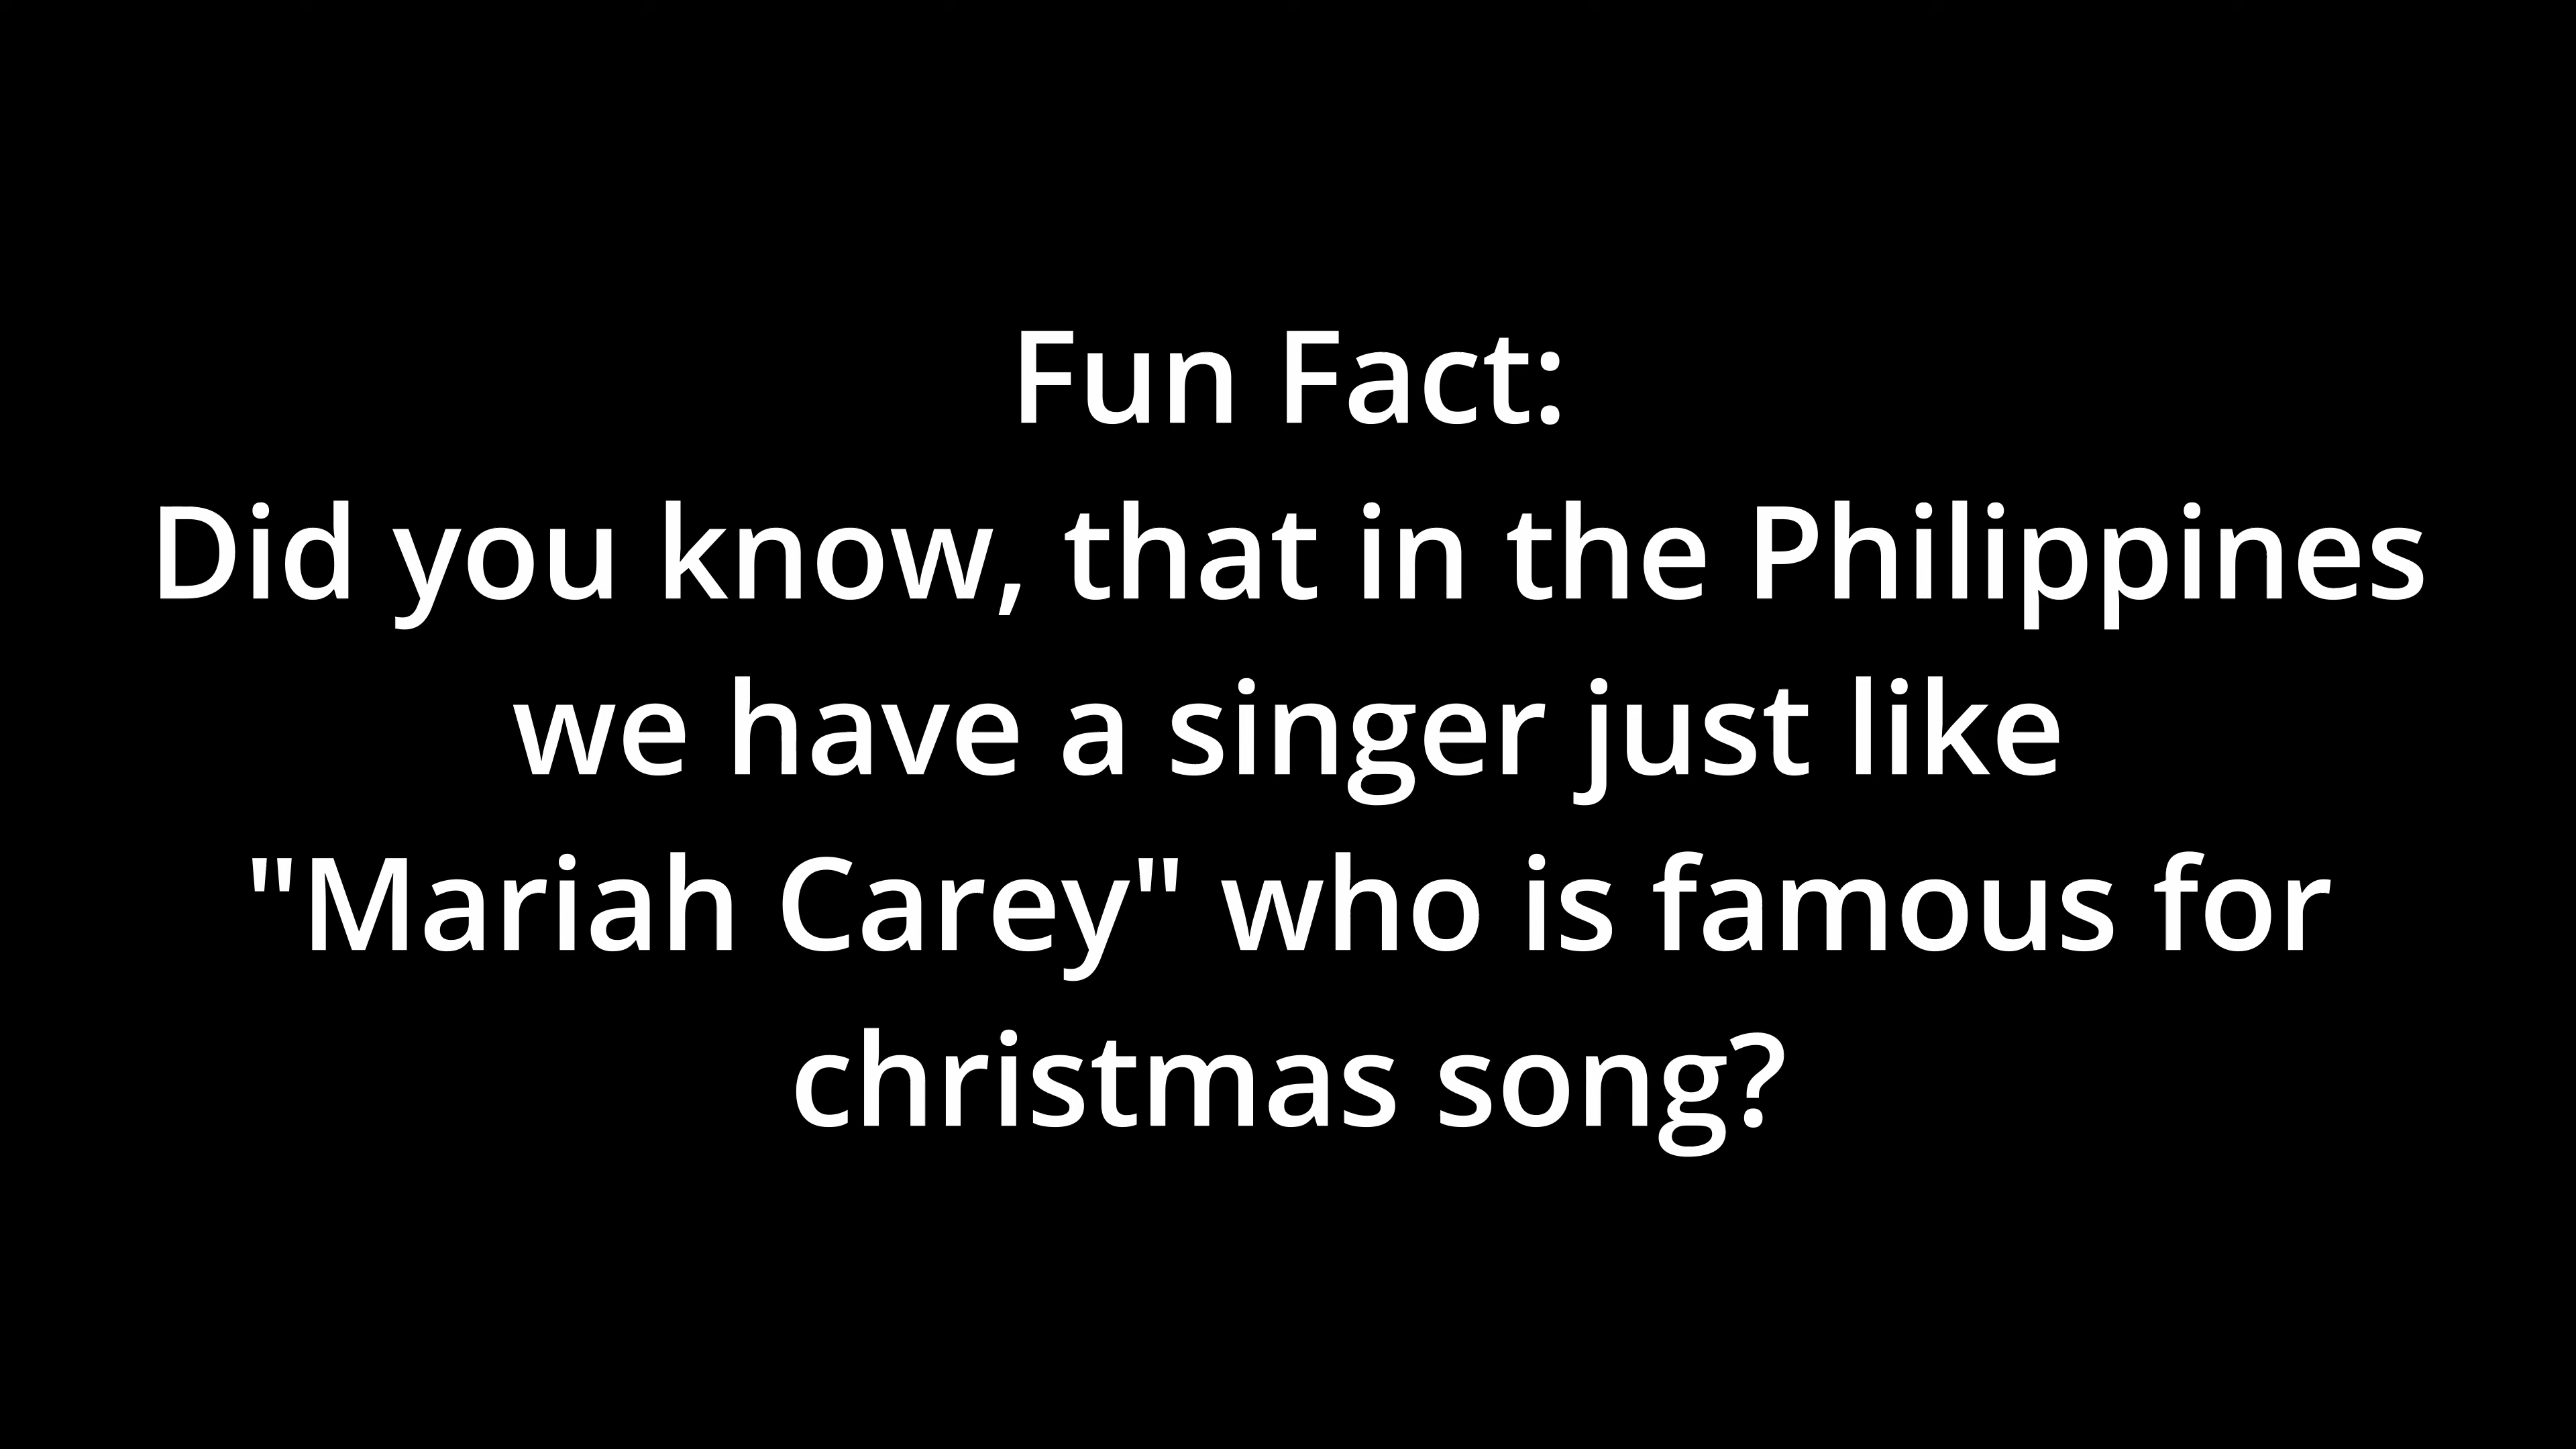 Fun Fact:
Did you know, that in the Philippines
we have a singer just like
"Mariah Carey" who is famous for
christmas song?